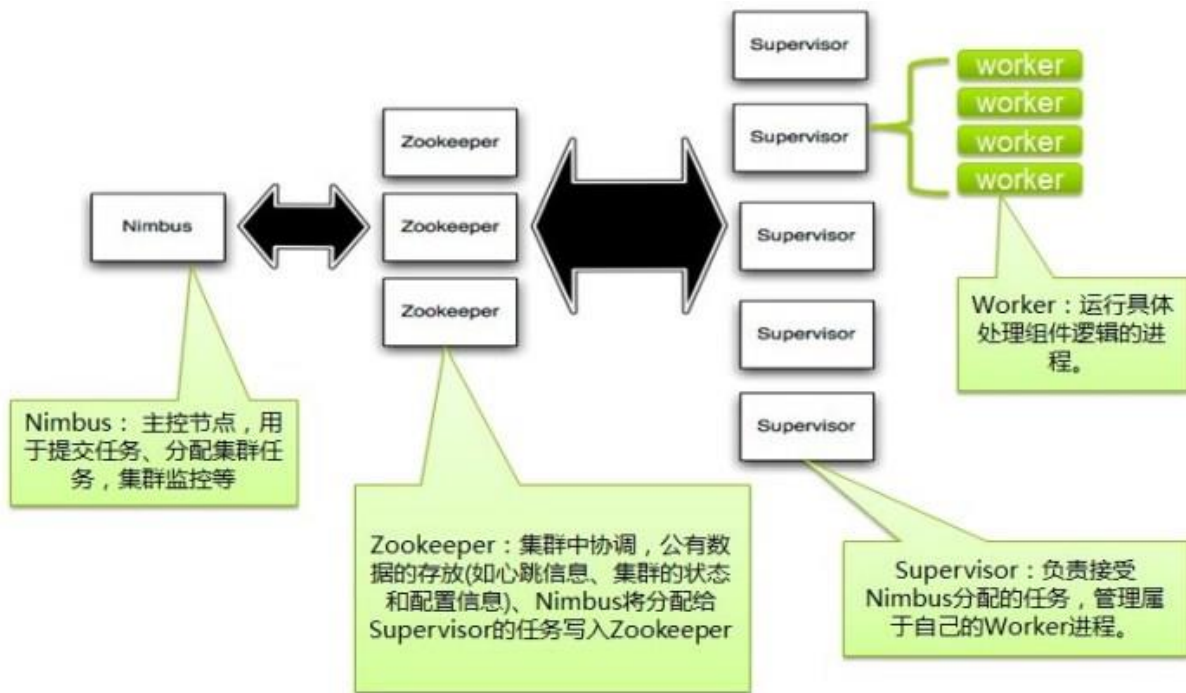 Supervisor
worker
worker
worker
worker
Supervisor
Zookeeper
Nimbus
Zookeeper
Supervisor
Zookeeper
Supervisor
Supervisor
Worker：运行具体
处理组件逻辑的进
程。
Nimbus： 主控节点，用
于提交任务、分配集群任
务，集群监控等
Zookeeper：集群中协调，公有数
据的存放(如心跳信息、集群的状态
和配置信息)、Nimbus将分配给
Supervisor的任务写入Zookeeper
Supervisor：负责接受
Nimbus分配的任务，管理属
于自己的Worker进程。